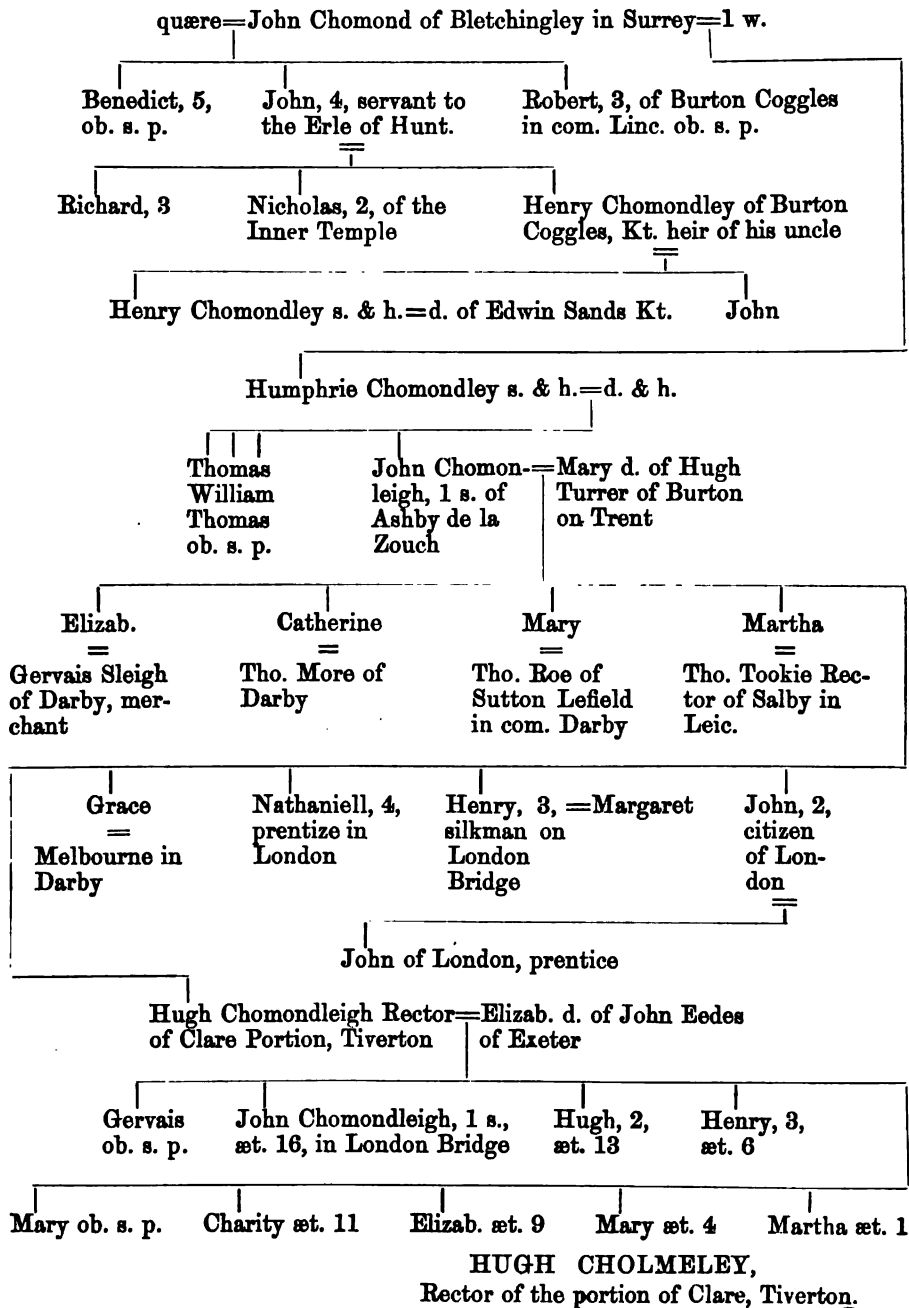 quære=John Chomond of Bletchingley in Surrey=1 w.
Benedict, 5,
ob. s. p.
John, 4, servant to
the Erle of Hunt.
Robert, 3, of Burton Coggles
in com. Linc. ob. s. p.
=
Richard, 3
Nicholas, 2, of the
Inner Temple
Henry Chomondley of Burton
Coggles, Kt. heir of his uncle
=
Henry Chomondley s. & h.=d. of Edwin Sands Kt.
John
Humphrie Chomondley s. & h.=d. & h.
Thomas
William
Thomas
ob. s. p.
John Chomon-=Mary d. of Hugh
leigh, 1 s. of
Ashby de la
Zouch
Turrer of Burton
on Trent
Elizab.
=
Gervais Sleigh
of Darby, mer-
chant
Catherine
=
Tho. More of
Darby
Mary
=
Tho. Roe of
Sutton Lefield
in com. Darby
Martha
=
Tho. Tookie Rec-
tor of Salby in
Leic.
Grace
=
Melbourne in
Darby
Nathaniell, 4,
prentize in
London
Henry, 3, =Margaret
silkman on
London
Bridge
John, 2,
citizen
of Lon-
don
=
John of London, prentice
Hugh Chomondleigh Rector=Elizab. d. of John Eedes
of Clare Portion, Tiverton
of Exeter
Gervais
ob. s. p.
John Chomondleigh, 1 s.,
æt. 16, in London Bridge
Hugh, 2,
æt. 13
Henry, 3,
æt. 6
Mary ob. s. p.
Charity æt. 11
Elizab. æt. 9
Mary æt. 4
Martha æt. 1
HUGH CHOLMELEY,
Rector of the portion of Clare, Tiverton.